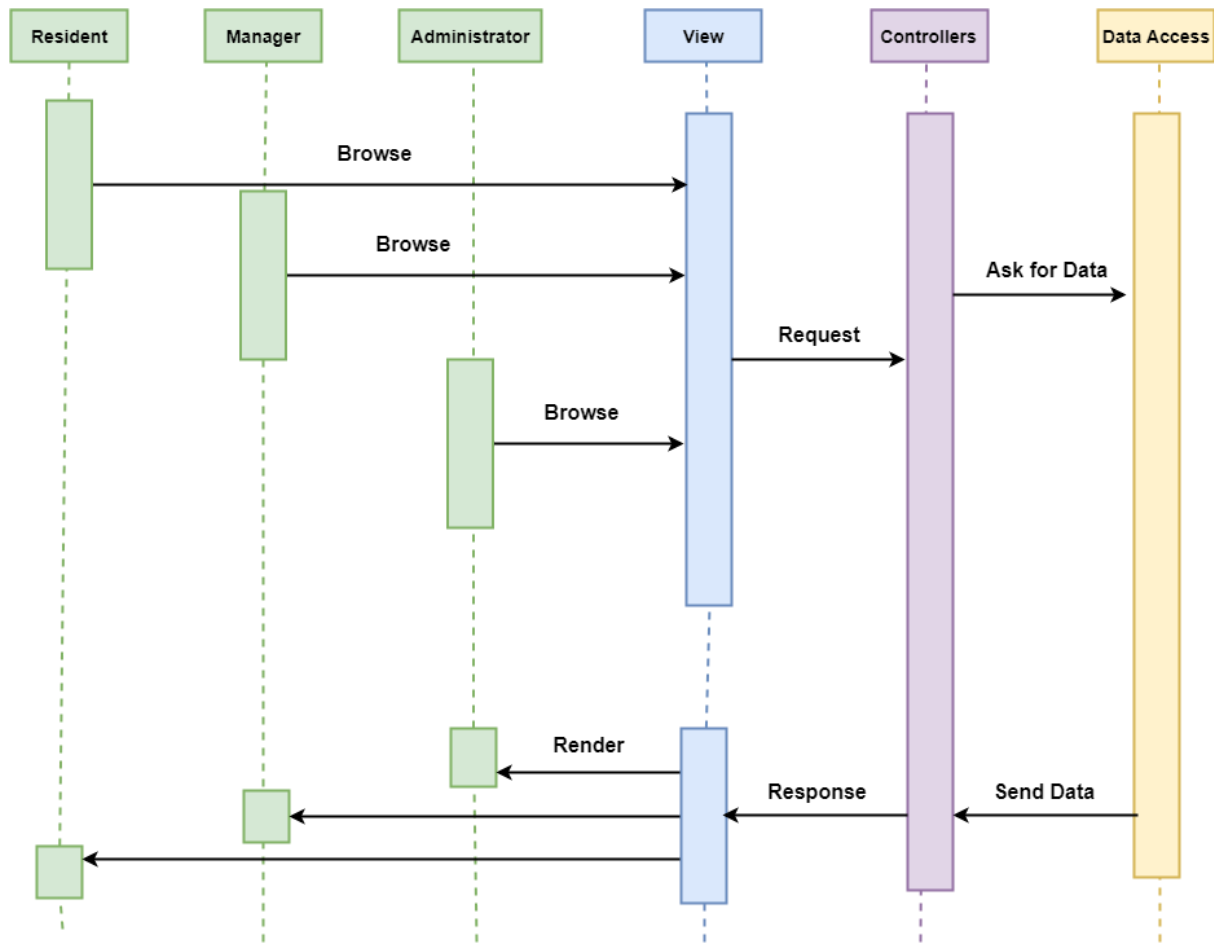 Resident
Manager
Administrator
View
Controllers
Data Access
Browse
Browse
Ask for Data
Request
Browse
Render
Response
Send Data